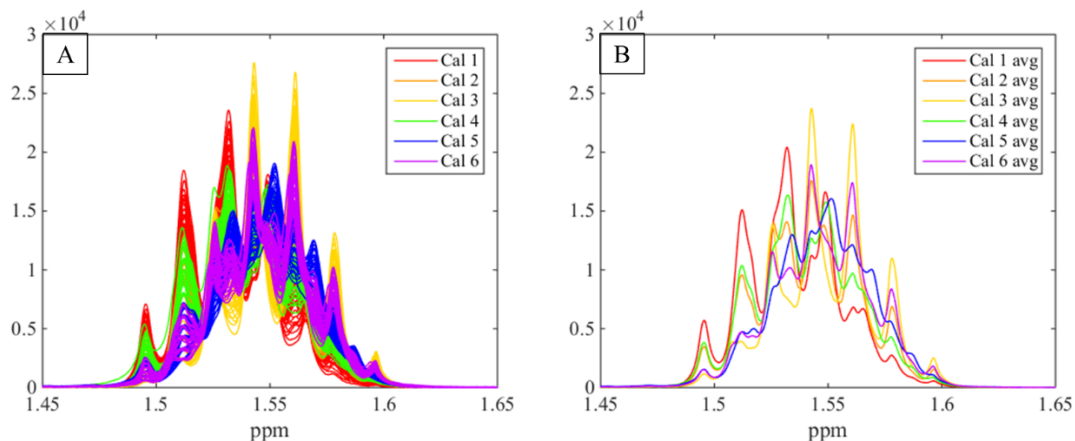 ×10⁴
3
2.5
2
1.5
1
0.5
0
A
Cal 1
Cal 2
Cal 3
Cal 4
Cal 5
Cal 6
1.45 1.5 1.55 1.6 1.65
ppm
×10⁴
3
2.5
2
1.5
1
0.5
0
B
Cal 1 avg
Cal 2 avg
Cal 3 avg
Cal 4 avg
Cal 5 avg
Cal 6 avg
1.45 1.5 1.55 1.6 1.65
ppm